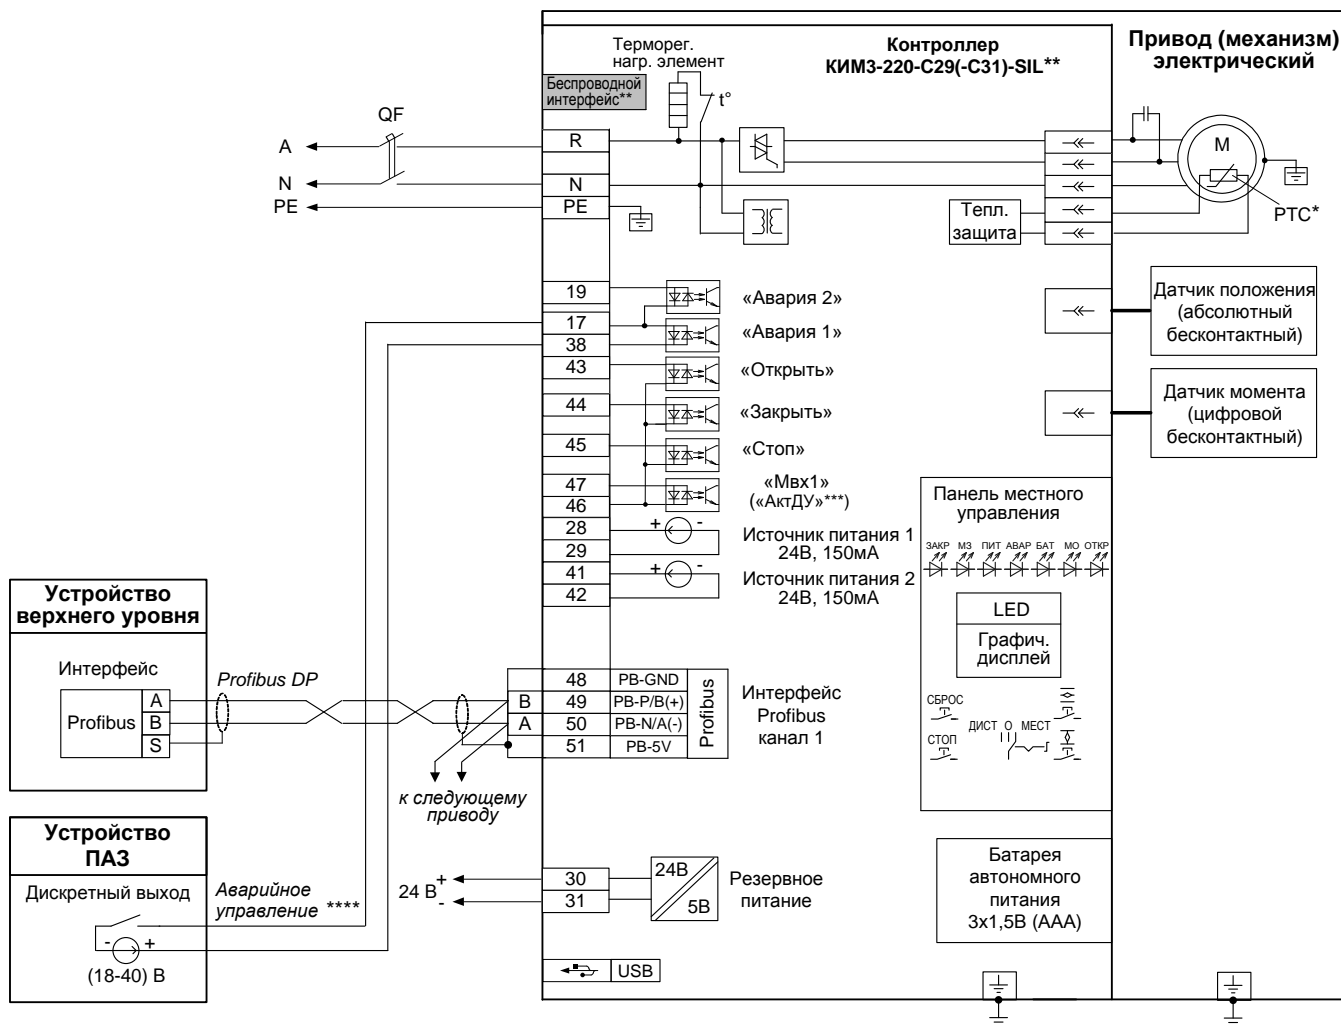 Терморег.
нагр. элемент
Контроллер
КИМ3-220-С29(-С31)-SIL**
Привод (механизм)
электрический
Беспроводной
интерфейс**
t°
QF
A
R
N
N
PE
PE
M
PTC*
Тепл.
защита
19
«Авария 2»
17
«Авария 1»
38
43
«Открыть»
44
«Закрыть»
45
«Стоп»
47
«Мвх1»
46
(«АктДУ»***)
28
+
-
Источник питания 1
29
24В, 150мА
41
+
-
Источник питания 2
42
24В, 150мА
Датчик положения
(абсолютный
бесконтактный)
Датчик момента
(цифровой
бесконтактный)
Панель местного
управления
ЗАКР МЗ ПИТ АВАР БАТ МО ОТКР
LED
Графич.
дисплей
СБРОС
ДИСТ О МЕСТ
СТОП
Устройство
верхнего уровня
Интерфейс
Profibus
A
B
S
Profibus DP
48 PB-GND
B 49 PB-P/B(+)
A 50 PB-N/A(-)
51 PB-5V
Profibus
Интерфейс
Profibus
канал 1
к следующему
приводу
Устройство
ПАЗ
Дискретный выход
- +
(18-40) В
Аварийное
управление ****
24 В
+
-
30
31
24В
5В
Резервное
питание
Батарея
автономного
питания
3х1,5В (ААА)
USB